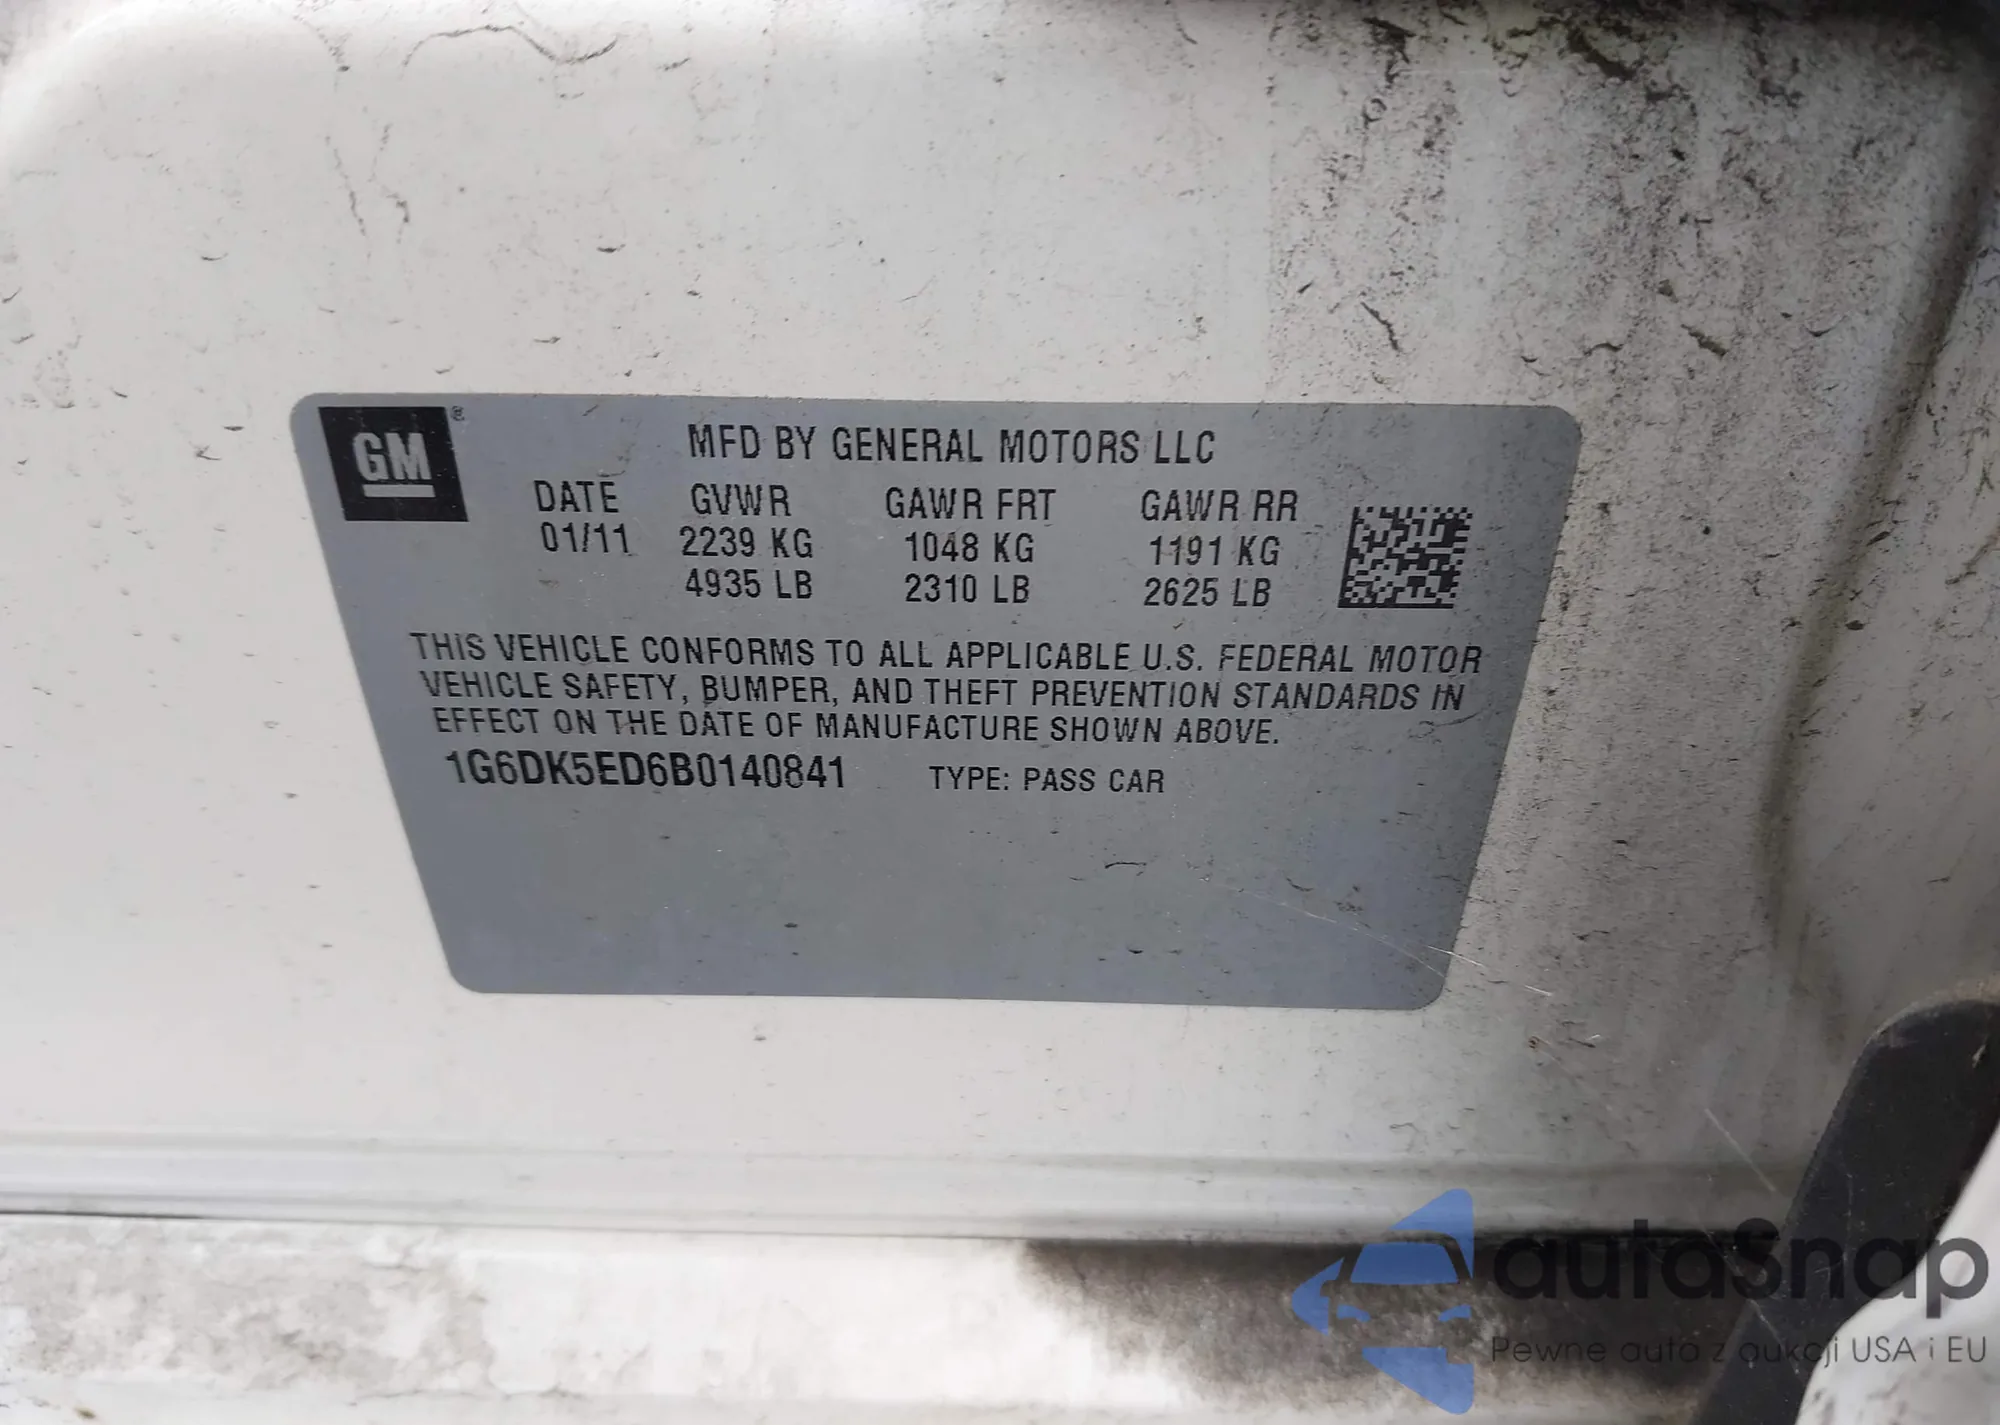 GM ®
MFD BY GENERAL MOTORS LLC
DATE GVWR GAWR FRT GAWR RR
01/11 2239 KG 1048 KG 1191 KG
4935 LB 2310 LB 2625 LB
THIS VEHICLE CONFORMS TO ALL APPLICABLE U.S. FEDERAL MOTOR
VEHICLE SAFETY, BUMPER, AND THEFT PREVENTION STANDARDS IN
EFFECT ON THE DATE OF MANUFACTURE SHOWN ABOVE.
1G6DK5ED6B0140841 TYPE: PASS CAR
autoSnap
Pewne auto z aukcji USA i EU